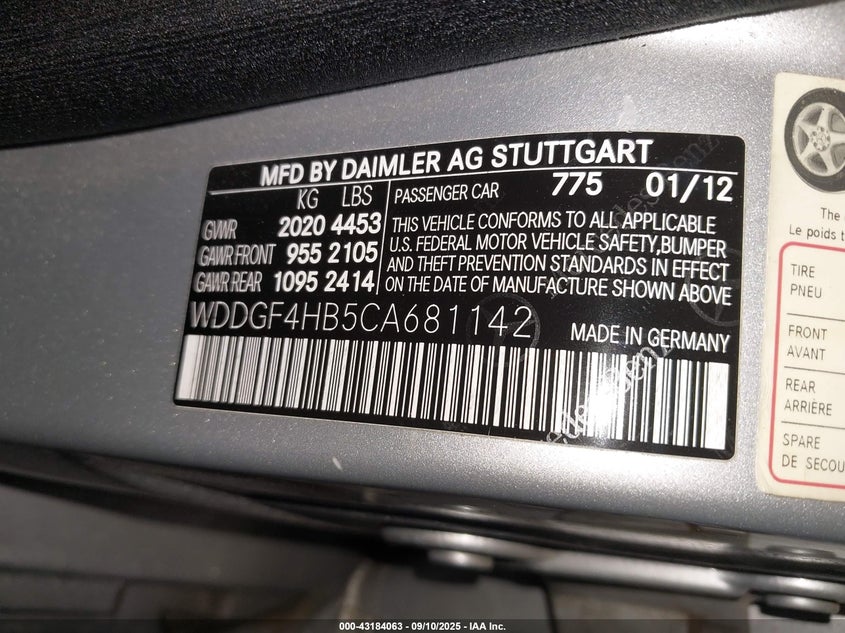 MFD BY DAIMLER AG STUTTGART
KG LBS
GVWR 2020 4453
GAWR FRONT 955 2105
GAWR REAR 1095 2414
PASSENGER CAR 775 01/12
THIS VEHICLE CONFORMS TO ALL APPLICABLE
U.S. FEDERAL MOTOR VEHICLE SAFETY,BUMPER
AND THEFT PREVENTION STANDARDS IN EFFECT
ON THE DATE OF MANUFACTURE SHOWN ABOVE
WDDGF4HB5CA681142
MADE IN GERMANY
The
Le poids
TIRE
PNEU
FRONT
AVANT
REAR
ARRIÈRE
SPARE
DE
000-43184063 - 09/10/2025 - IAA Inc.